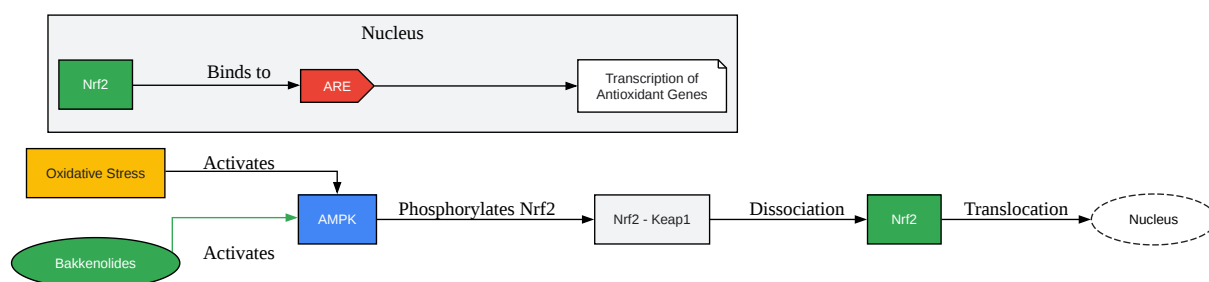 Nucleus
Nrf2
Binds to
ARE
Transcription of
Antioxidant Genes
Oxidative Stress
Activates
AMPK
Phosphorylates Nrf2
Nrf2 - Keap1
Dissociation
Nrf2
Translocation
Nucleus
Bakkenolides
Activates